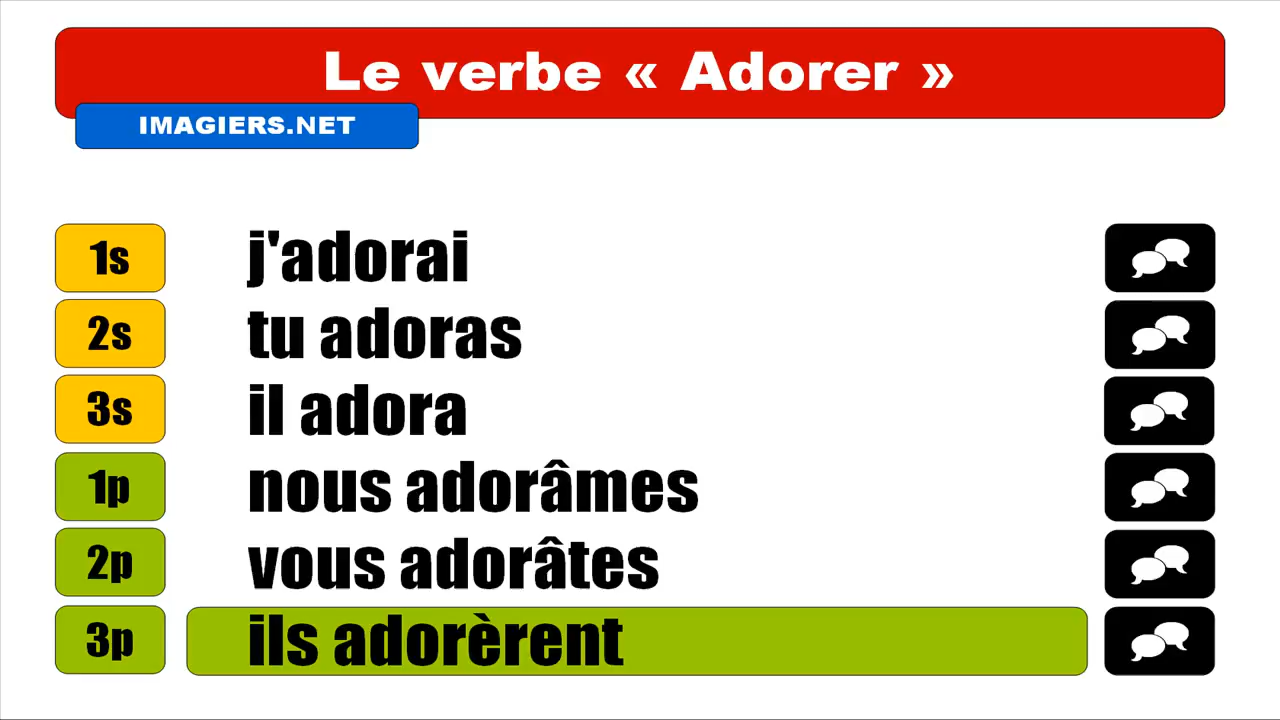 Le verbe « Adorer »
IMAGIERS.NET
1s j'adorai
2s tu adoras
3s il adora
1p nous adorâmes
2p vous adorâtes
3p ils adorèrent